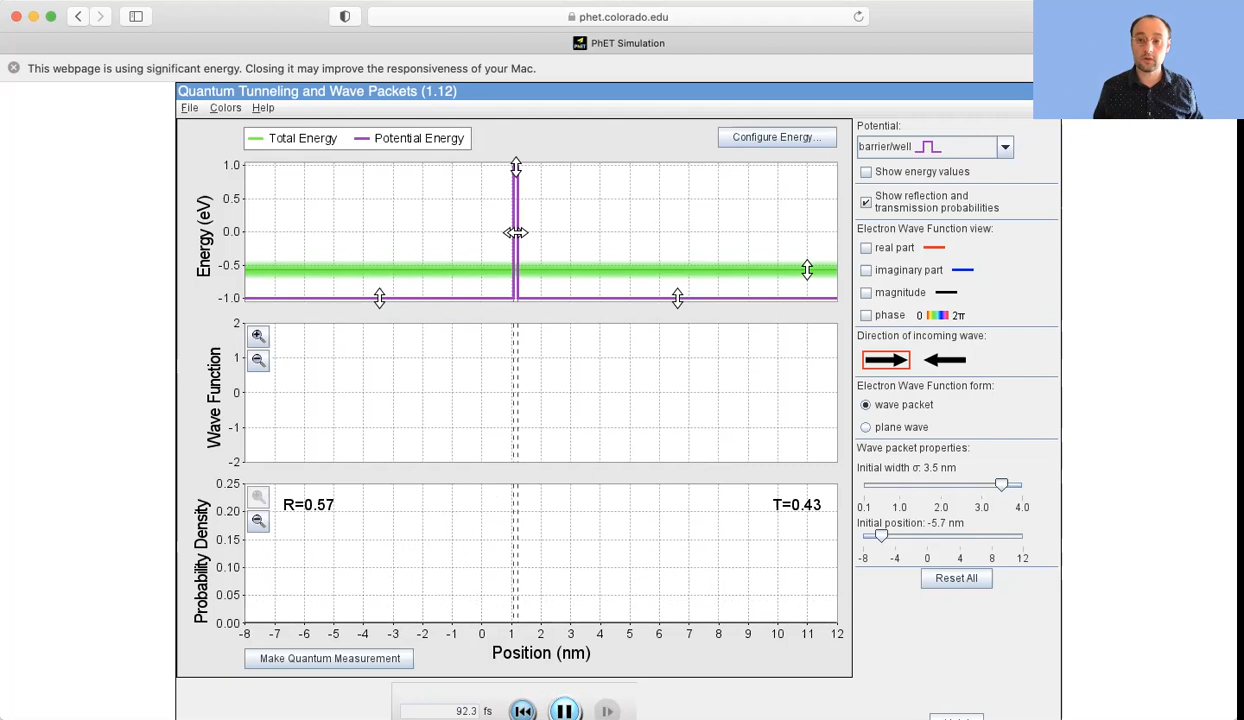 phet.colorado.edu
PhET Simulation
This webpage is using significant energy. Closing it may improve the responsiveness of your Mac.
Quantum Tunneling and Wave Packets (1.12)
File Colors Help
Total Energy Potential Energy
Configure Energy...
Energy (eV)
1.0
0.5
0.0
-0.5
-1.0
Wave Function
2
1
0
-1
-2
Probability Density
0.25
0.20
0.15
0.10
0.05
0.00
R=0.57
T=0.43
-8 -7 -6 -5 -4 -3 -2 -1 0 1 2 3 4 5 6 7 8 9 10 11 12
Position (nm)
Make Quantum Measurement
92.3 fs
Potential:
barrier/well
Show energy values
Show reflection and
transmission probabilities
Electron Wave Function view:
real part
imaginary part
magnitude
phase 0 2π
Direction of incoming wave:
Electron Wave Function form:
wave packet
plane wave
Wave packet properties:
Initial width σ: 3.5 nm
0.1 1.0 2.0 3.0 4.0
Initial position: -5.7 nm
-8 -4 0 4 8 12
Reset All